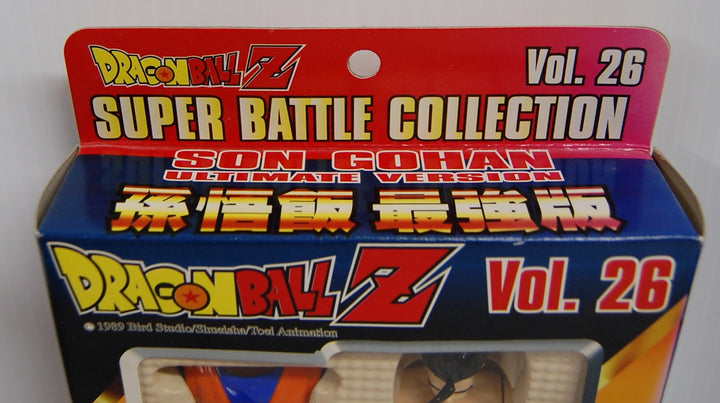 DRAGON BALL Z Vol. 26
SUPER BATTLE COLLECTION
SON GOHAN
ULTIMATE VERSION
孫悟飯 最強版
DRAGON BALL Z Vol. 26
© 1989 Bird Studio/Shueisha/Toei Animation